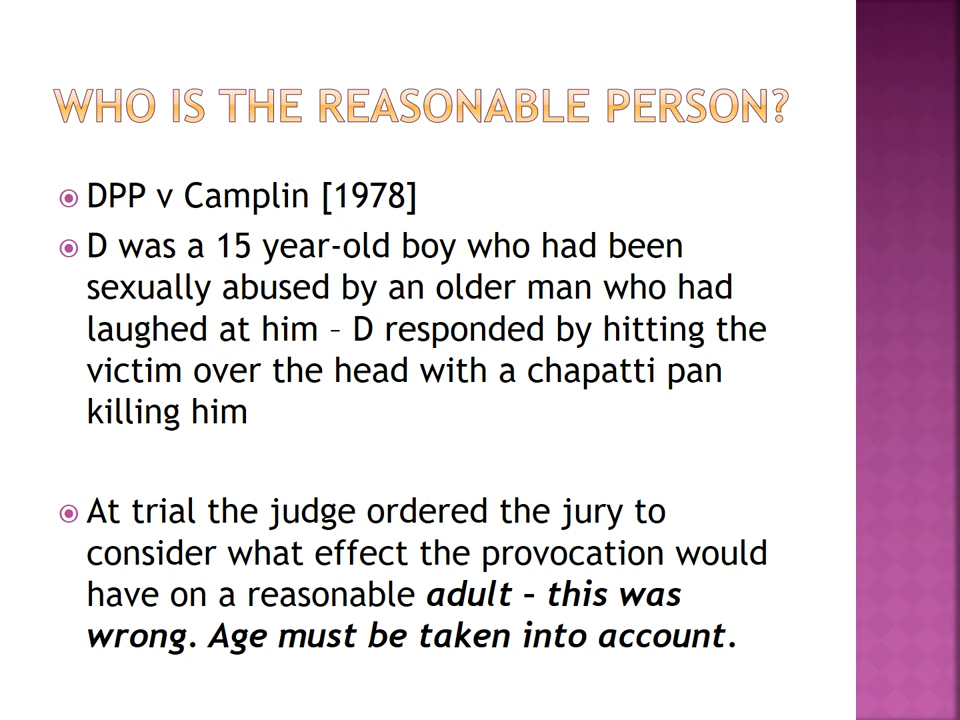 WHO IS THE REASONABLE PERSON?
DPP v Camplin [1978]
D was a 15 year-old boy who had been
sexually abused by an older man who had
laughed at him – D responded by hitting the
victim over the head with a chapatti pan
killing him
At trial the judge ordered the jury to
consider what effect the provocation would
have on a reasonable adult – this was
wrong. Age must be taken into account.